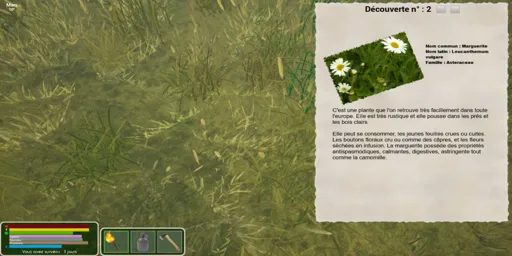 Découverte n° : 2
Nom commun : Marguerite
Nom latin : Leucanthemum
vulgare
Famille : Asteraceae
C'est une plante que l'on retrouve très facilement dans toute
l'europe. Elle est très rustique et elle pousse dans les prés et
les bois clairs
Elle peut se consommer, les jeunes feuilles crues ou cuites.
Les boutons floraux cru ou comme des câpres, et les fleurs
séchées en infusion. La marguerite possède des propriétés
antispasmodiques, calmantes, digestives, astringente tout
comme la camomille.
Vous avez survécu : 0 jours